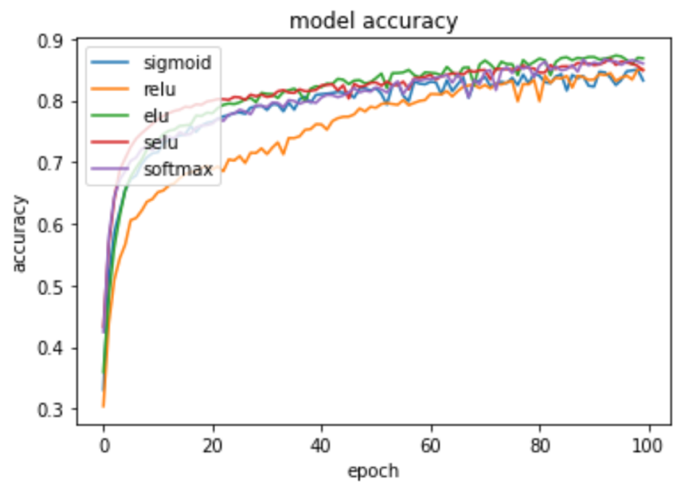 model accuracy
0.9
0.8
0.7
0.6
0.5
0.4
0.3
accuracy
sigmoid
relu
elu
selu
softmax
0 20 40 60 80 100
epoch